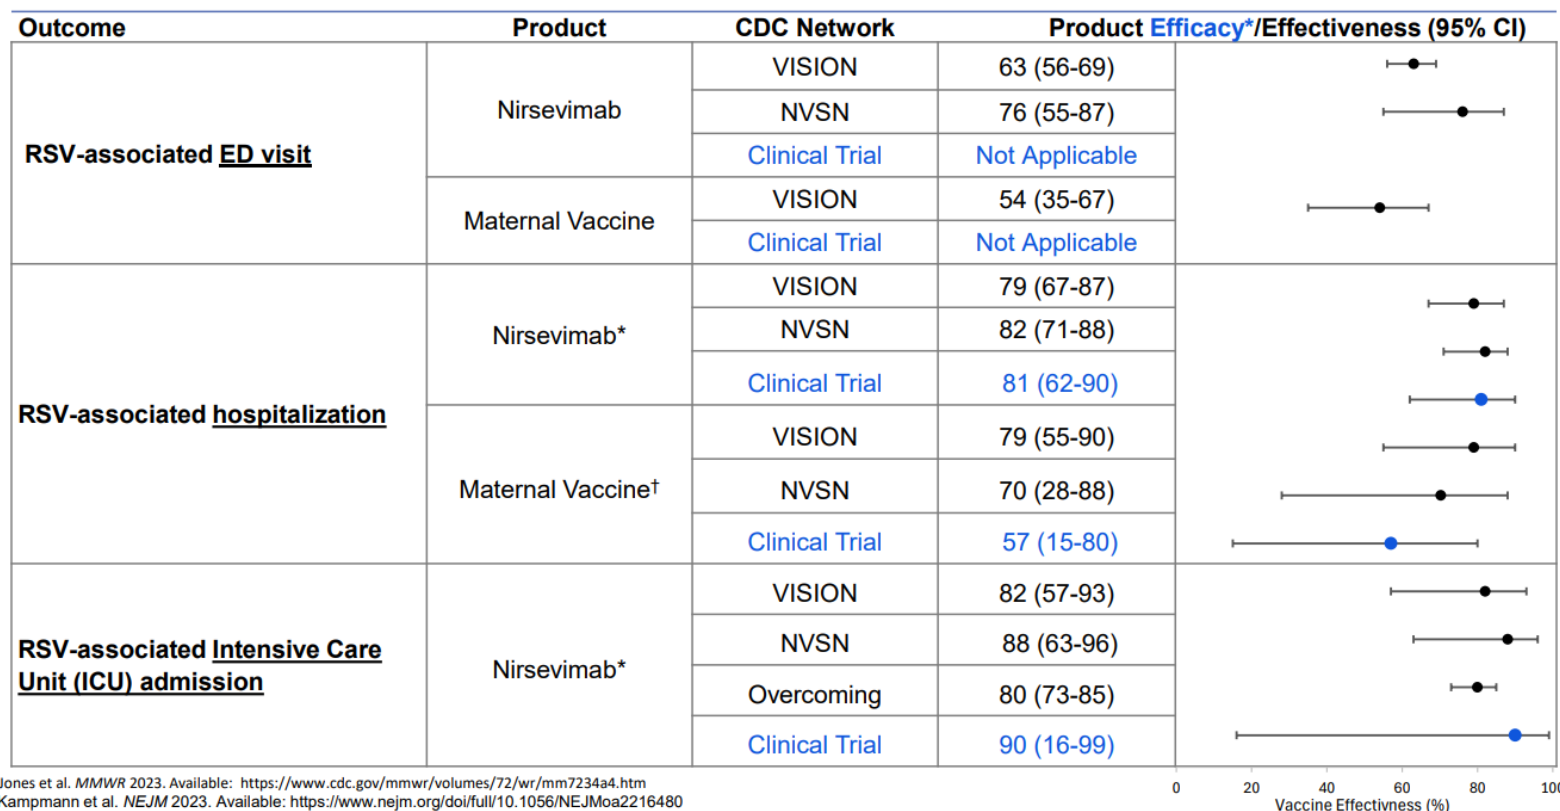 Outcome Product CDC Network Product Efficacy*/Effectiveness (95% CI)
VISION 63 (56-69)
Nirsevimab
NVSN 76 (55-87)
RSV-associated ED visit
Clinical Trial Not Applicable
VISION 54 (35-67)
Maternal Vaccine
Clinical Trial Not Applicable
VISION 79 (67-87)
Nirsevimab*
NVSN 82 (71-88)
Clinical Trial 81 (62-90)
RSV-associated hospitalization
VISION 79 (55-90)
Maternal Vaccine†
NVSN 70 (28-88)
Clinical Trial 57 (15-80)
VISION 82 (57-93)
RSV-associated Intensive Care
Unit (ICU) admission
Nirsevimab*
NVSN 88 (63-96)
Overcoming 80 (73-85)
Clinical Trial 90 (16-99)
0 20 40 60 80 100
Vaccine Effectivness (%)
Jones et al. MMWR 2023. Available: https://www.cdc.gov/mmwr/volumes/72/wr/mm7234a4.htm
Kampmann et al. NEJM 2023. Available: https://www.nejm.org/doi/full/10.1056/NEJMoa2216480